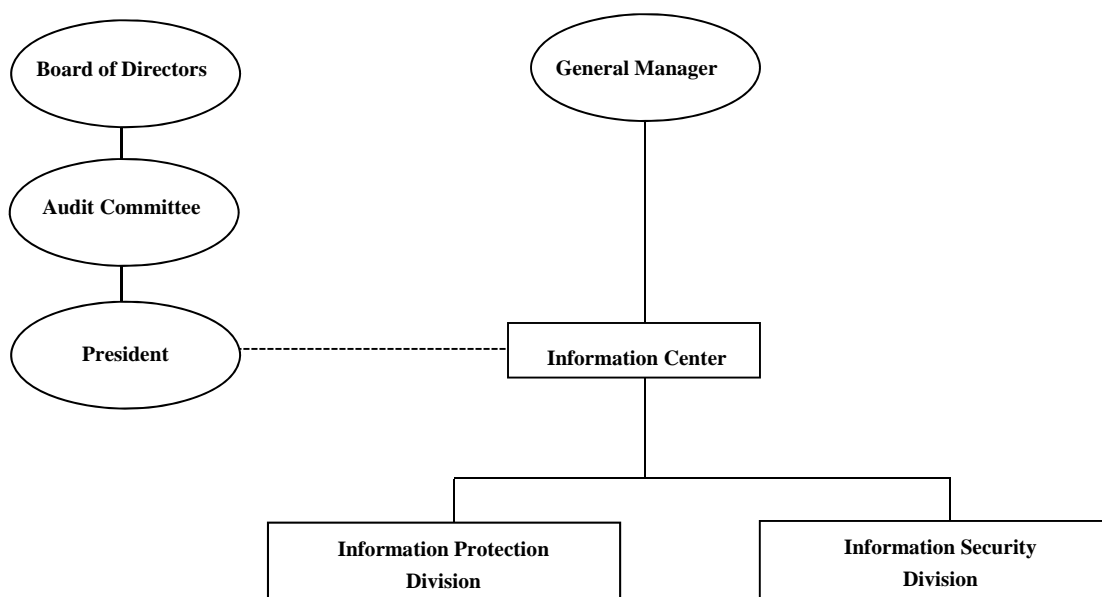 Board of Directors
General Manager
Audit Committee
President
Information Center
Information Protection
Division
Information Security
Division